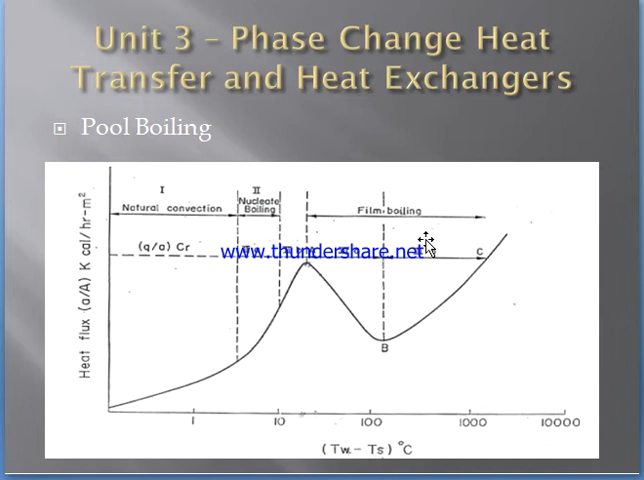 Unit 3 – Phase Change Heat
Transfer and Heat Exchangers
Pool Boiling
I
II
Natural convection
Nucleate
Boiling
Film boiling
(q/a) Cr
www.thundershare.net
C
B
Heat flux (q/A) K cal/hr-m²
1
10
100
1000
10000
(Tw - Ts) °C